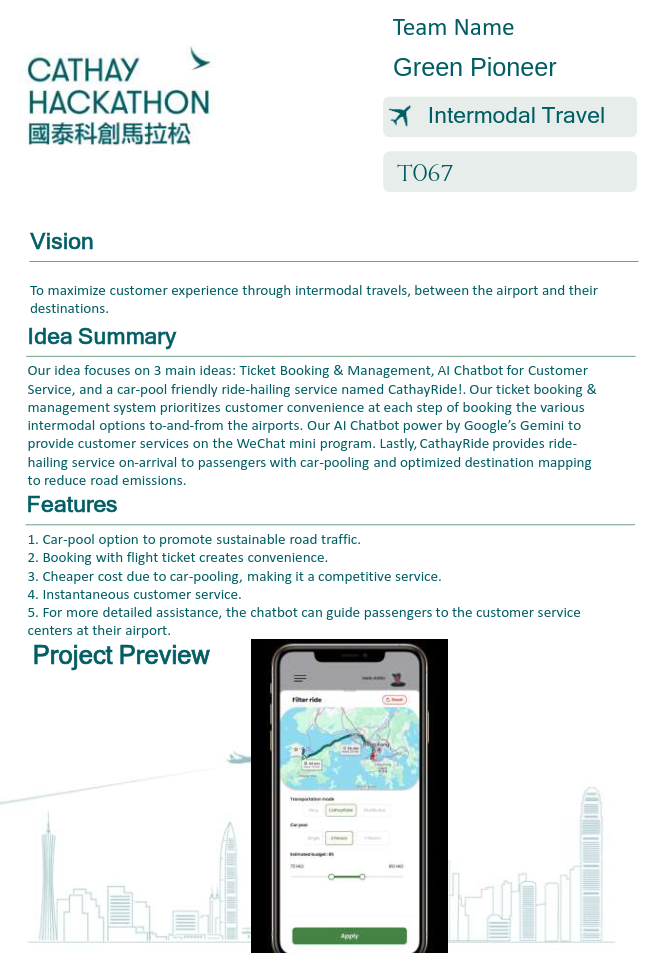 CATHAY
HACKATHON
國泰科創馬拉松
Team Name
Green Pioneer
Intermodal Travel
T067
Vision
To maximize customer experience through intermodal travels, between the airport and their
destinations.
Idea Summary
Our idea focuses on 3 main ideas: Ticket Booking & Management, AI Chatbot for Customer
Service, and a car-pool friendly ride-hailing service named CathayRide!. Our ticket booking &
management system prioritizes customer convenience at each step of booking the various
intermodal options to-and-from the airports. Our AI Chatbot power by Google's Gemini to
provide customer services on the WeChat mini program. Lastly, CathayRide provides ride-
hailing service on-arrival to passengers with car-pooling and optimized destination mapping
to reduce road emissions.
Features
1. Car-pool option to promote sustainable road traffic.
2. Booking with flight ticket creates convenience.
3. Cheaper cost due to car-pooling, making it a competitive service.
4. Instantaneous customer service.
5. For more detailed assistance, the chatbot can guide passengers to the customer service
centers at their airport.
Project Preview
Filter ride
Transportation mode
Car pool
Apply